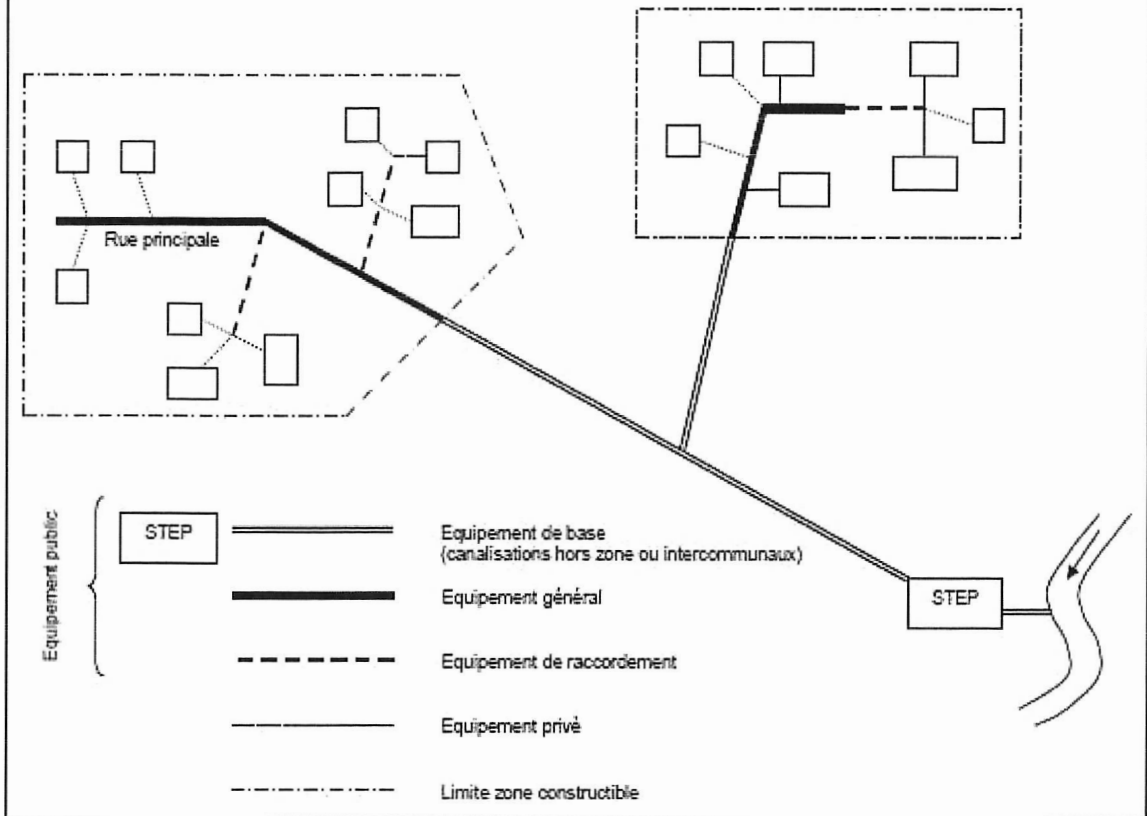 Rue principale
Equipement public
STEP
Equipement de base
(canalisations hors zone ou intercommunaux)
Equipement général
STEP
Equipement de raccordement
Equipement privé
Limite zone constructible